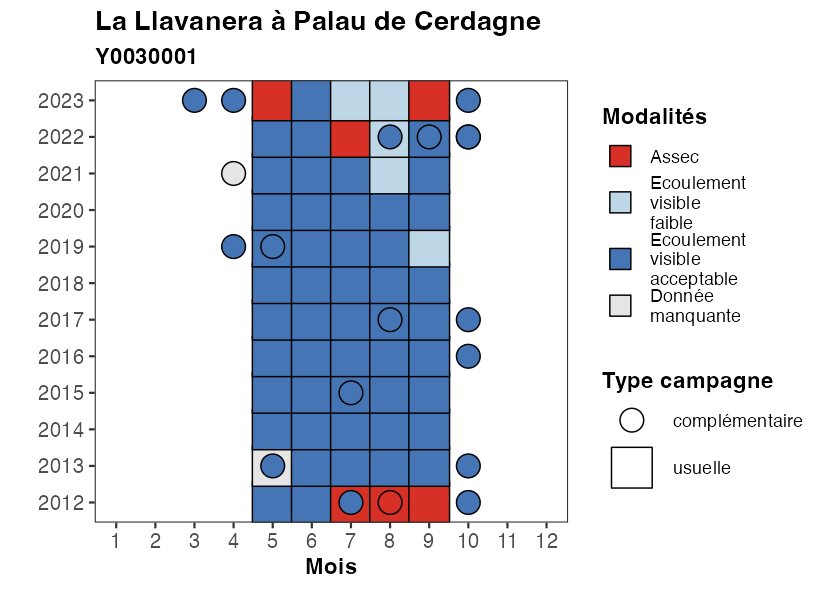 La Llavanera à Palau de Cerdagne
Y0030001
2023
2022
2021
2020
2019
2018
2017
2016
2015
2014
2013
2012
1 2 3 4 5 6 7 8 9 10 11 12
Mois
Modalités
Assec
Ecoulement
visible
faible
Ecoulement
visible
acceptable
Donnée
manquante
Type campagne
complémentaire
usuelle